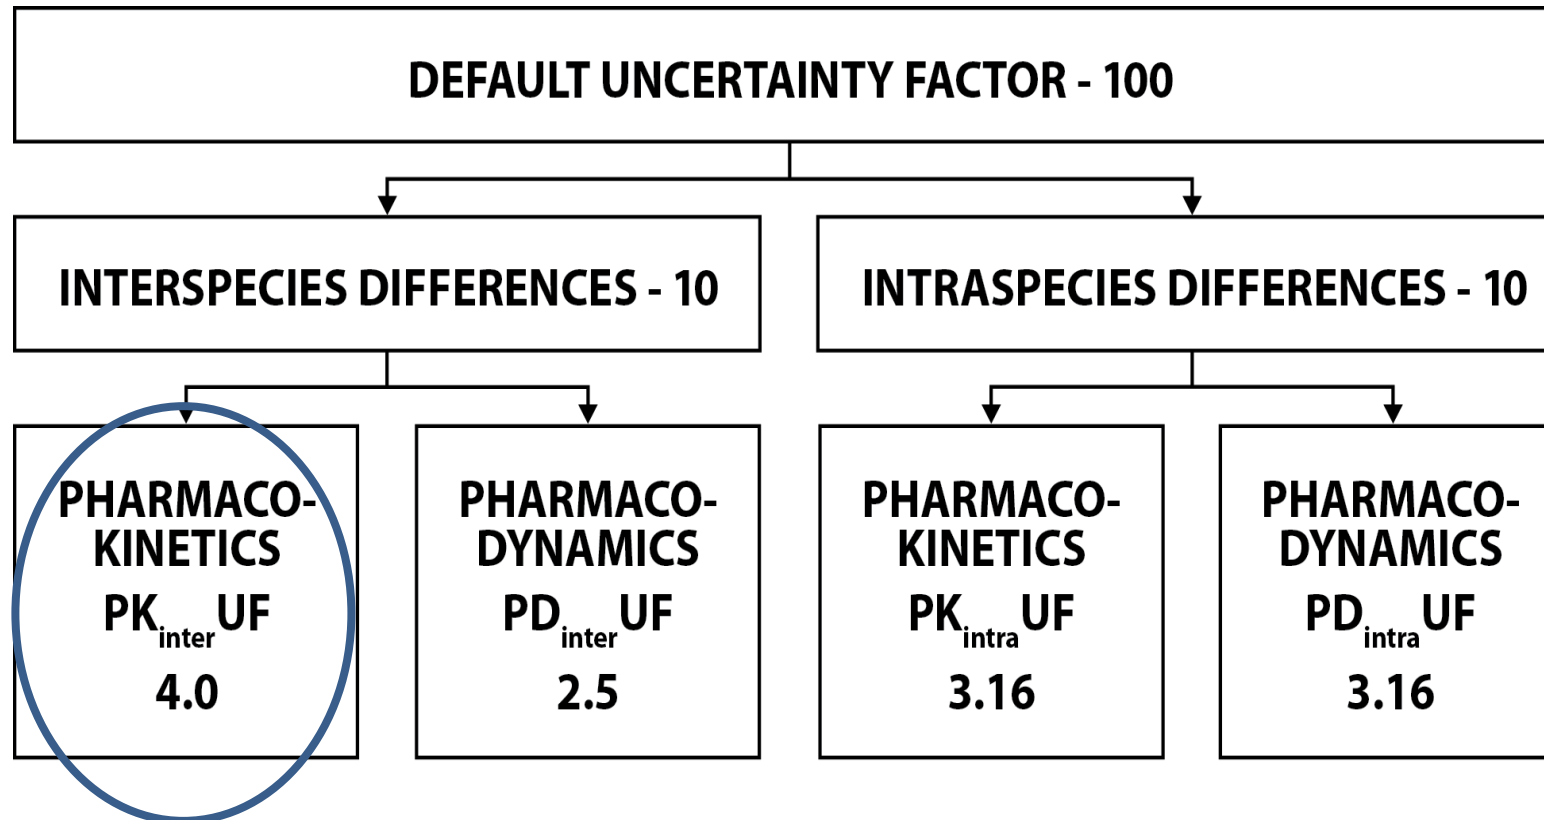 DEFAULT UNCERTAINTY FACTOR - 100
INTERSPECIES DIFFERENCES - 10
INTRASPECIES DIFFERENCES - 10
PHARMACO-
KINETICS
PKinterUF
4.0
PHARMACO-
DYNAMICS
PDinterUF
2.5
PHARMACO-
KINETICS
PKintraUF
3.16
PHARMACO-
DYNAMICS
PDintraUF
3.16